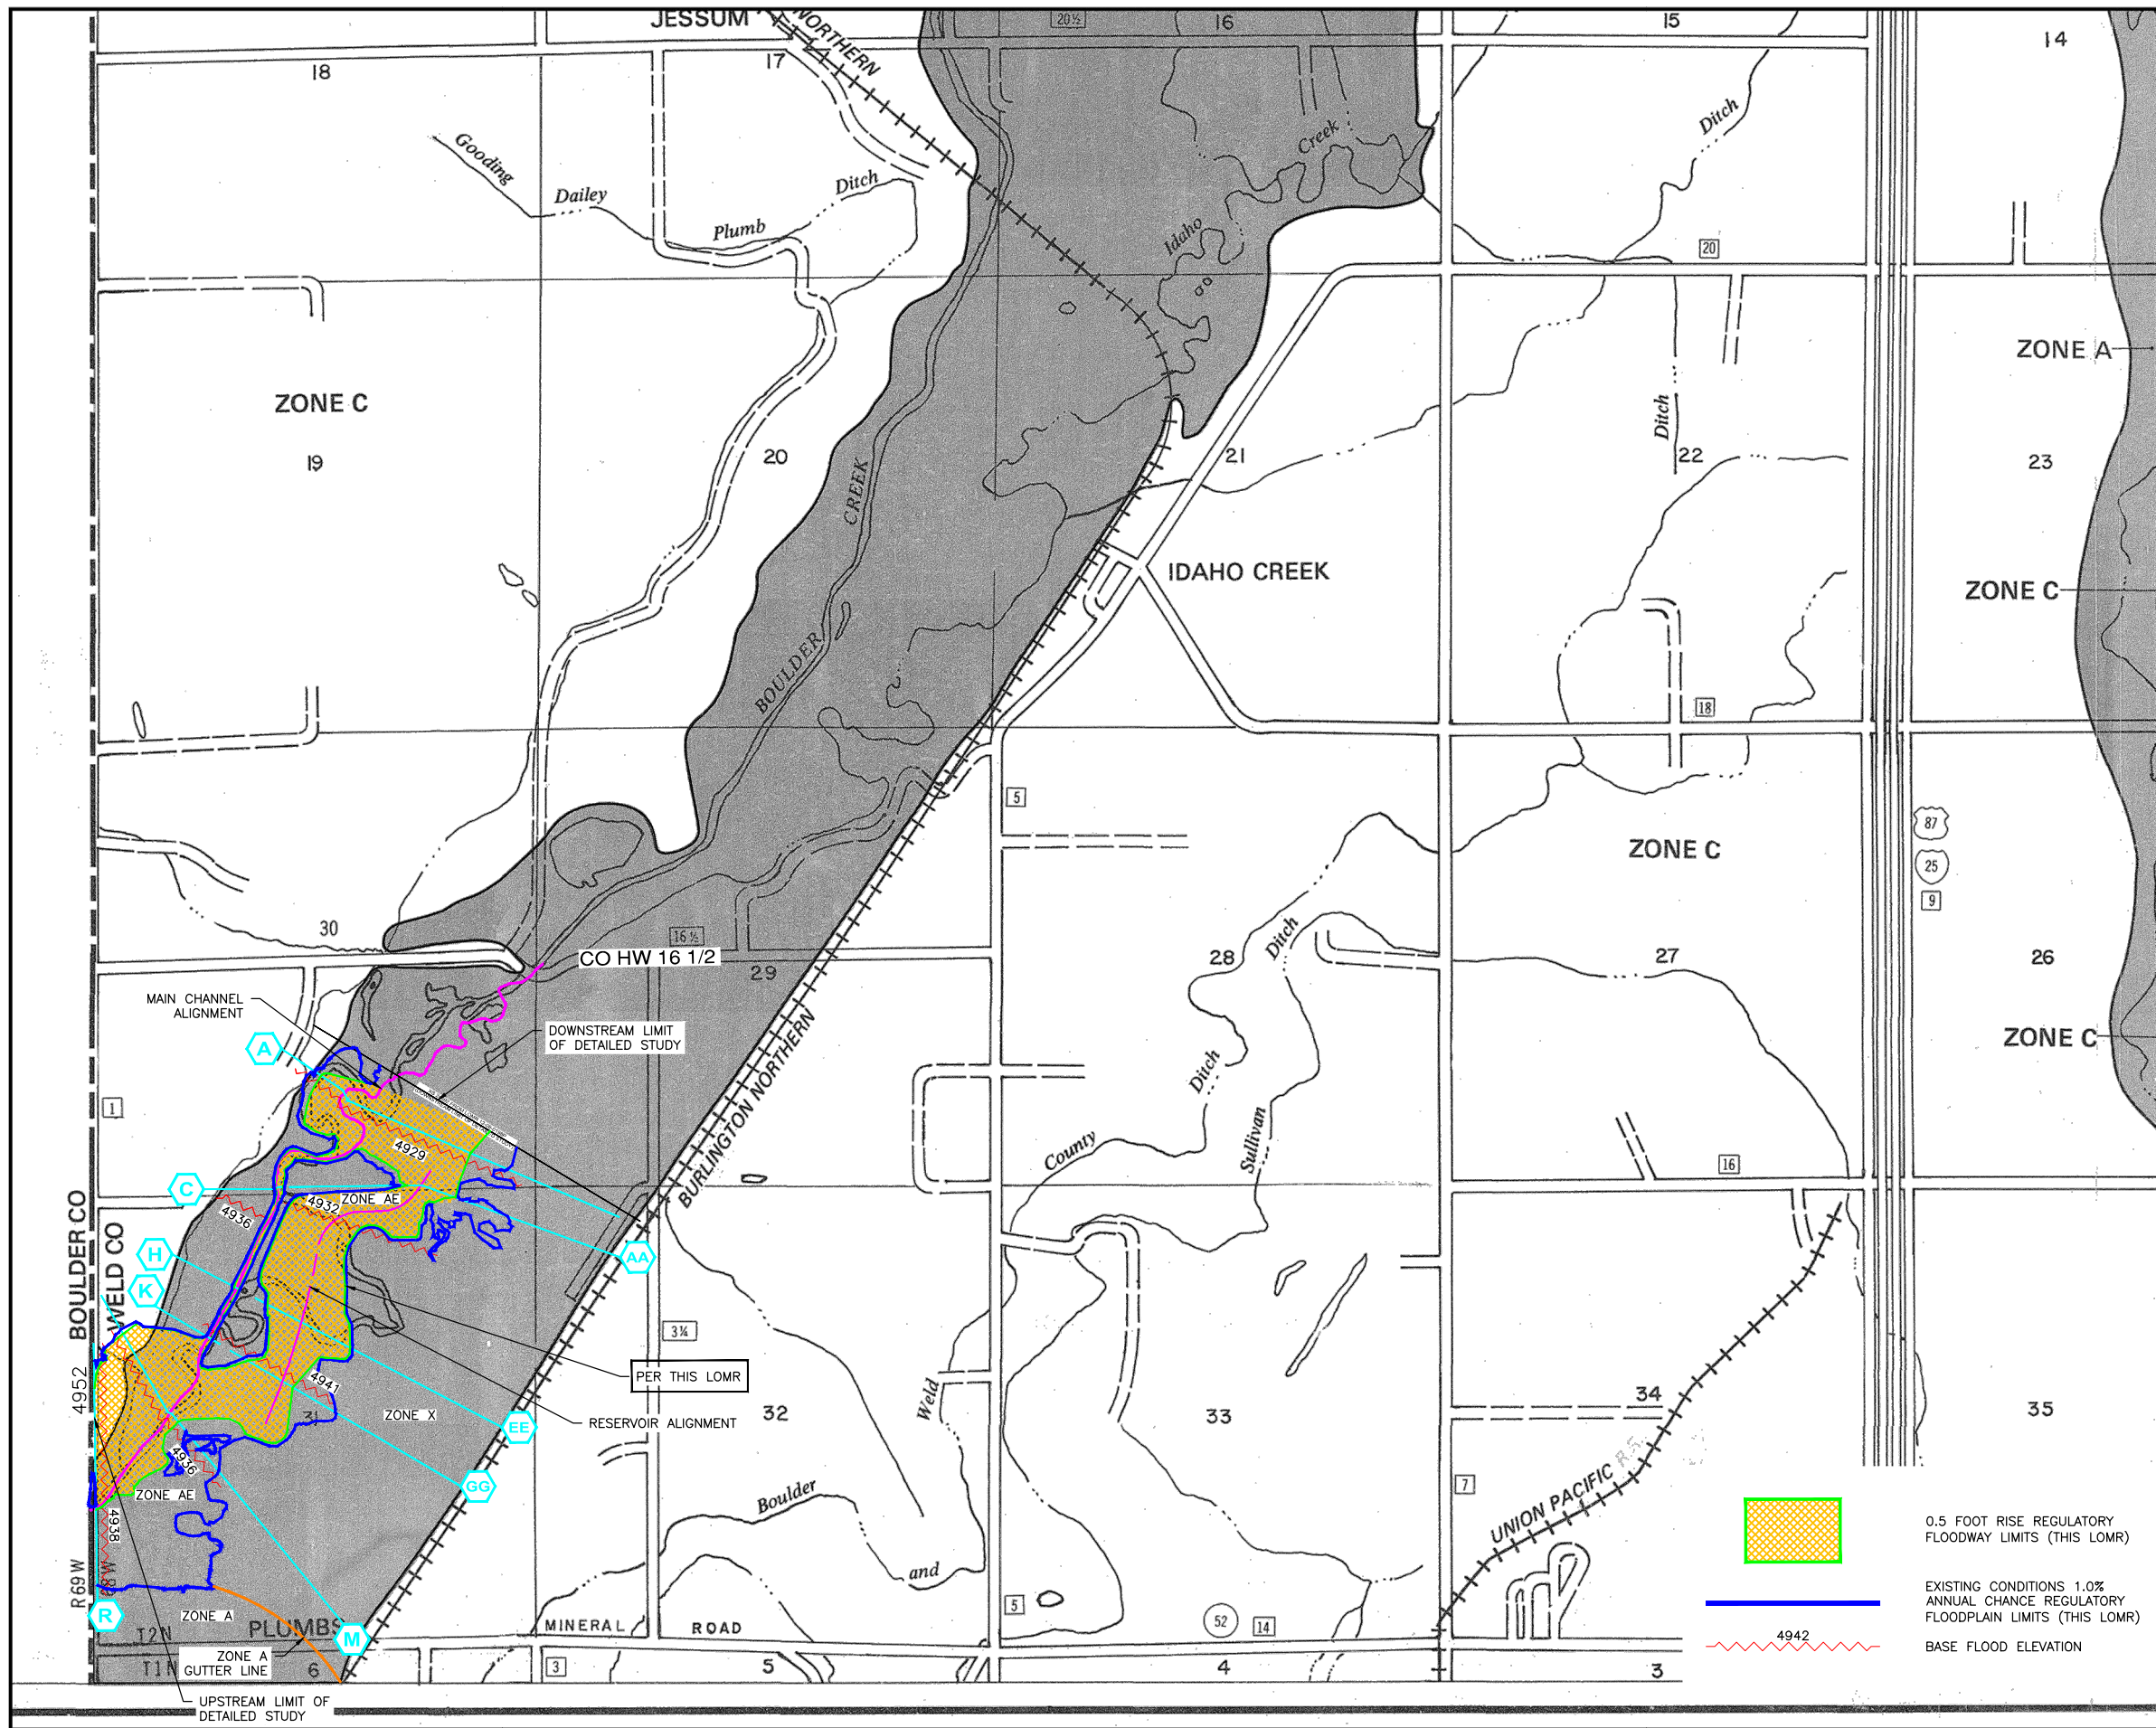 JESSUM
NORTHERN
20½
16
15
14
18
17
Gooding
Dailey
Plumb
Ditch
Creek
Idaho
Ditch
20
ZONE A
ZONE C
19
20
CREEK
BOULDER
21
Ditch
22
23
IDAHO CREEK
ZONE C
18
5
ZONE C
87
25
9
30
16 ½
CO HW 16 1/2
29
28
Ditch
27
26
ZONE C
MAIN CHANNEL
ALIGNMENT
DOWNSTREAM LIMIT
OF DETAILED STUDY
A
1
BURLINGTON NORTHERN
Ditch
County
Sullivan
16
4929
C
ZONE AE
4932
4936
H
K
AA
BOULDER CO
WELD CO
3¼
PER THIS LOMR
4952
4941
31
ZONE X
RESERVOIR ALIGNMENT
32
Weld
33
34
35
EE
GG
4936
ZONE AE
4938
Boulder
and
7
UNION PACIFIC R.S.
R 69 W
R
ZONE A
PLUMBS
M
MINERAL ROAD
5
52
14
T2N
T1N
ZONE A
GUTTER LINE
6
3
5
4
3
UPSTREAM LIMIT OF
DETAILED STUDY
0.5 FOOT RISE REGULATORY
FLOODWAY LIMITS (THIS LOMR)
EXISTING CONDITIONS 1.0%
ANNUAL CHANCE REGULATORY
FLOODPLAIN LIMITS (THIS LOMR)
4942
BASE FLOOD ELEVATION